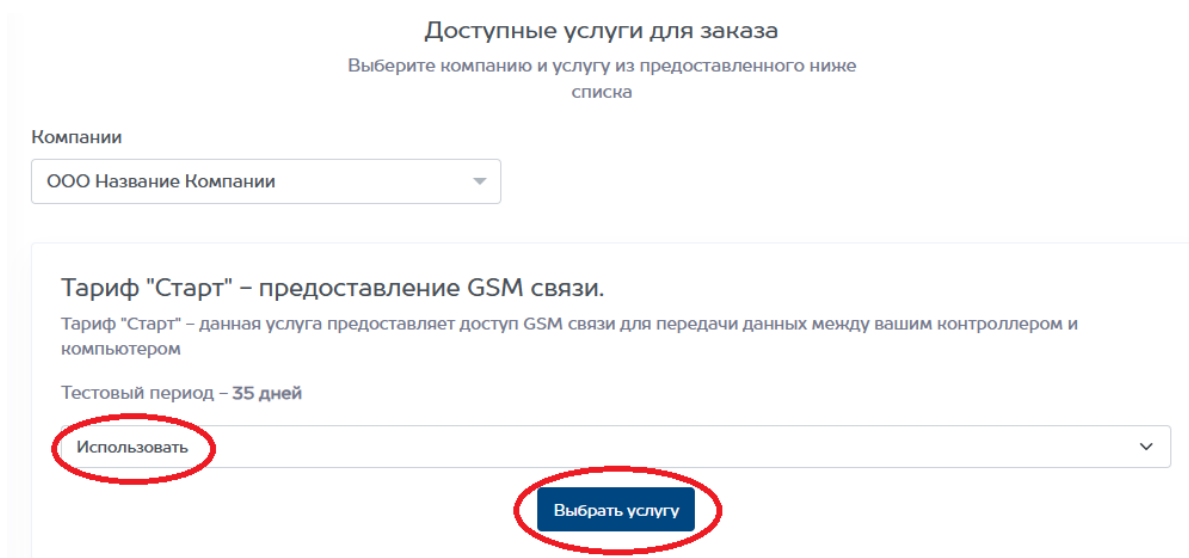 Доступные услуги для заказа
Выберите компанию и услугу из предоставленного ниже
списка
Компании
ООО Название Компании
Тариф "Старт" – предоставление GSM связи.
Тариф "Старт" – данная услуга предоставляет доступ GSM связи для передачи данных между вашим контроллером и
компьютером
Тестовый период – 35 дней
Использовать
Выбрать услугу